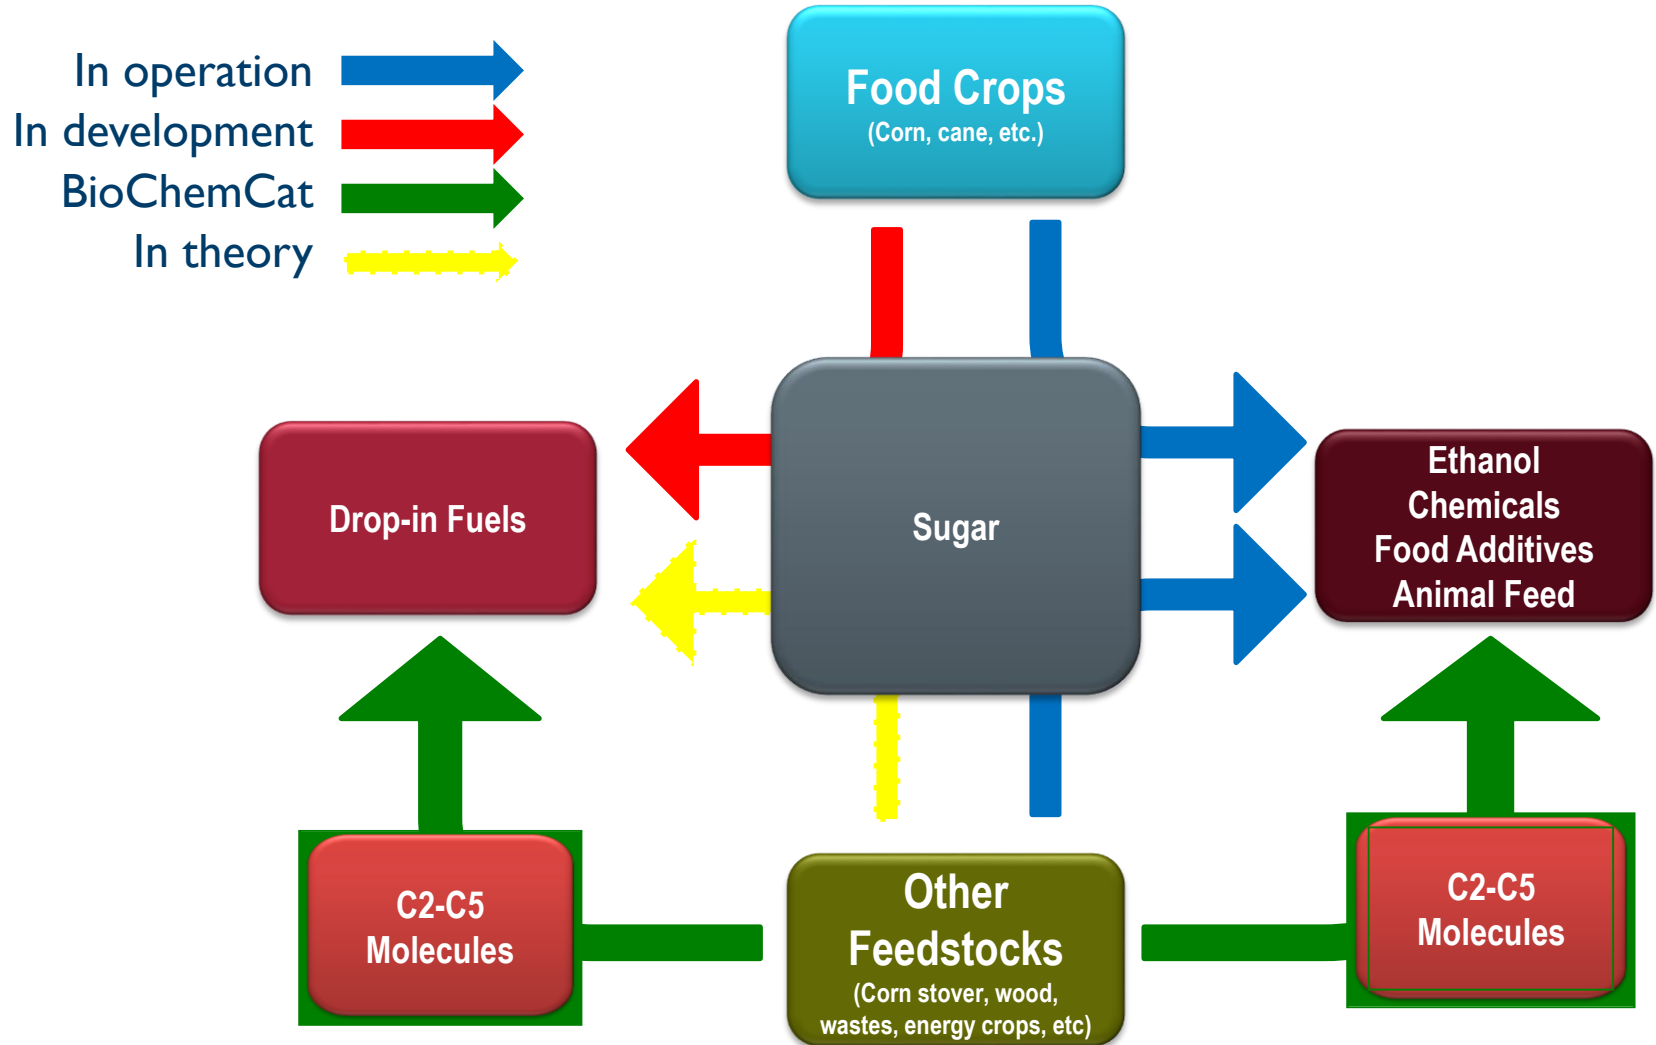 In operation
In development
BioChemCat
In theory
Food Crops
(Corn, cane, etc.)
Drop-in Fuels
Sugar
Ethanol
Chemicals
Food Additives
Animal Feed
C2-C5
Molecules
Other
Feedstocks
(Corn stover, wood,
wastes, energy crops, etc)
C2-C5
Molecules